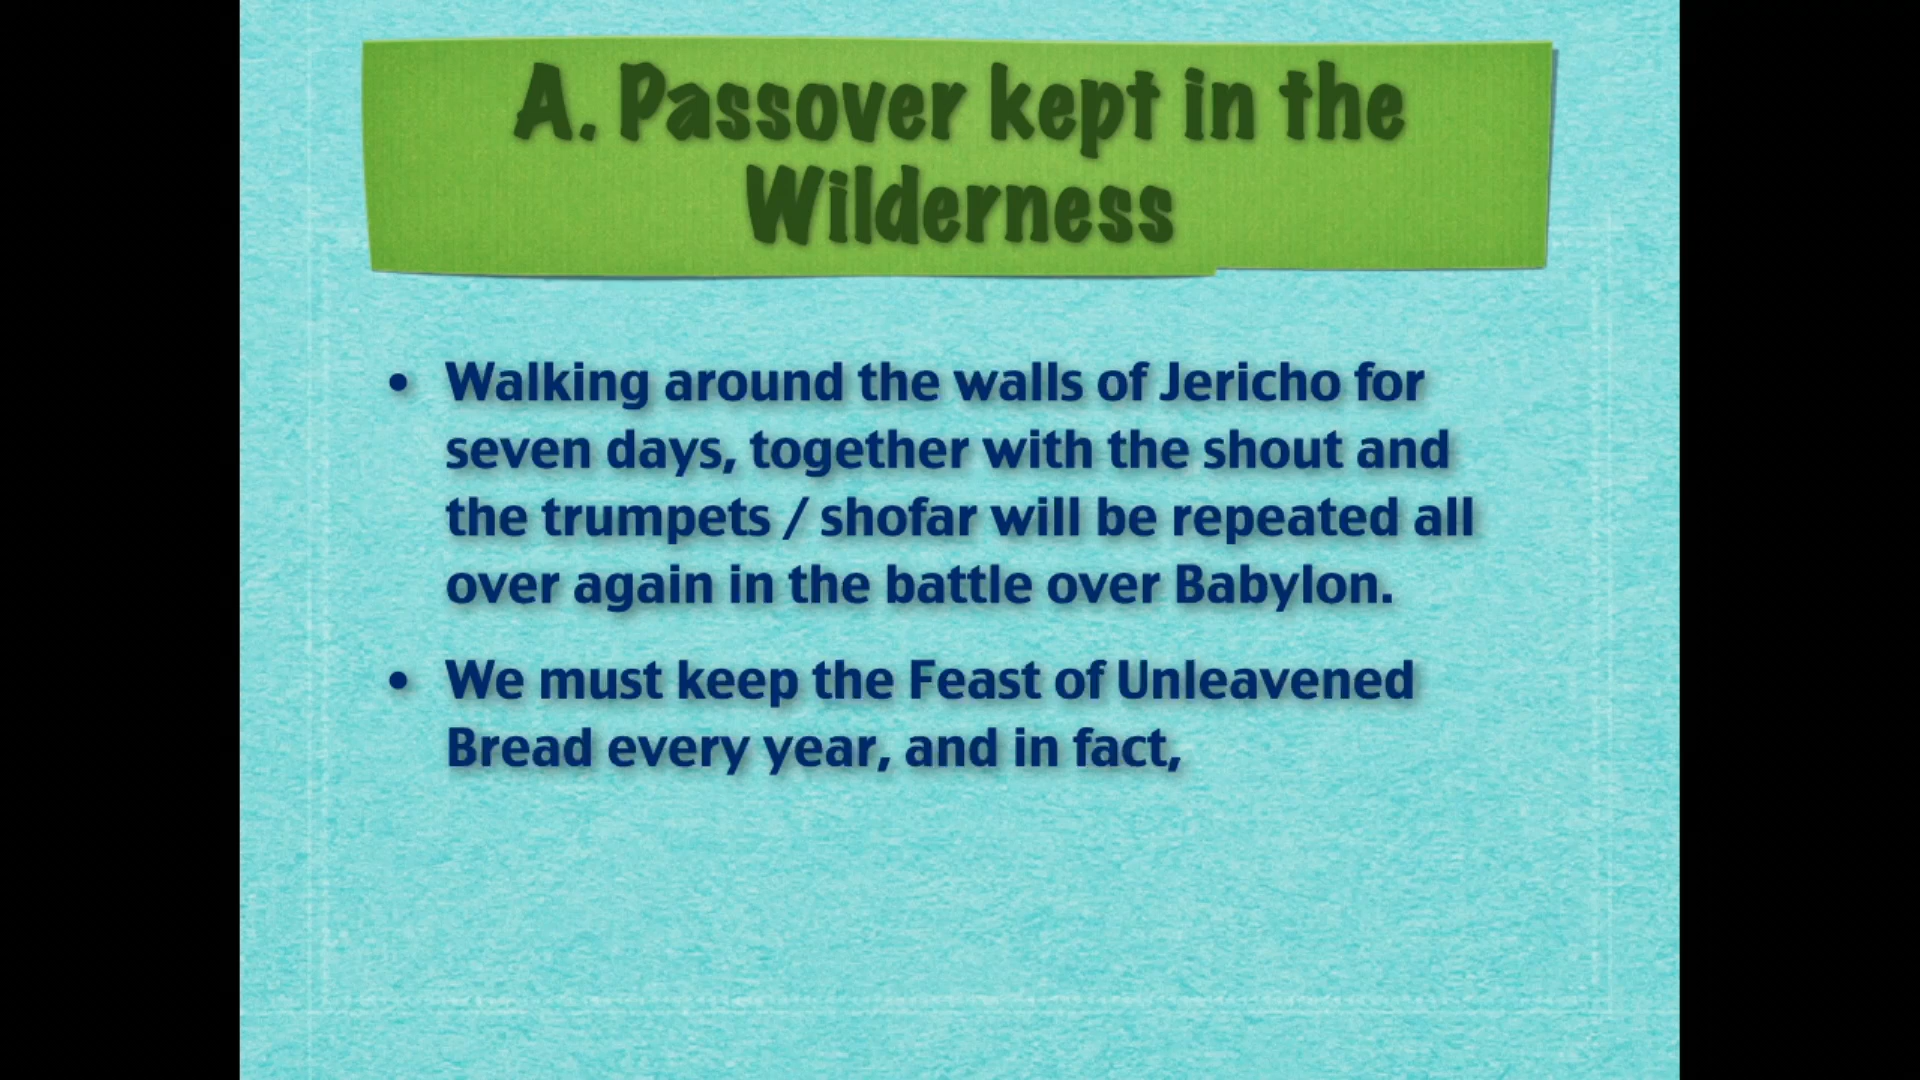 A. Passover kept in the
Wilderness
• Walking around the walls of Jericho for
seven days, together with the shout and
the trumpets / shofar will be repeated all
over again in the battle over Babylon.
• We must keep the Feast of Unleavened
Bread every year, and in fact,